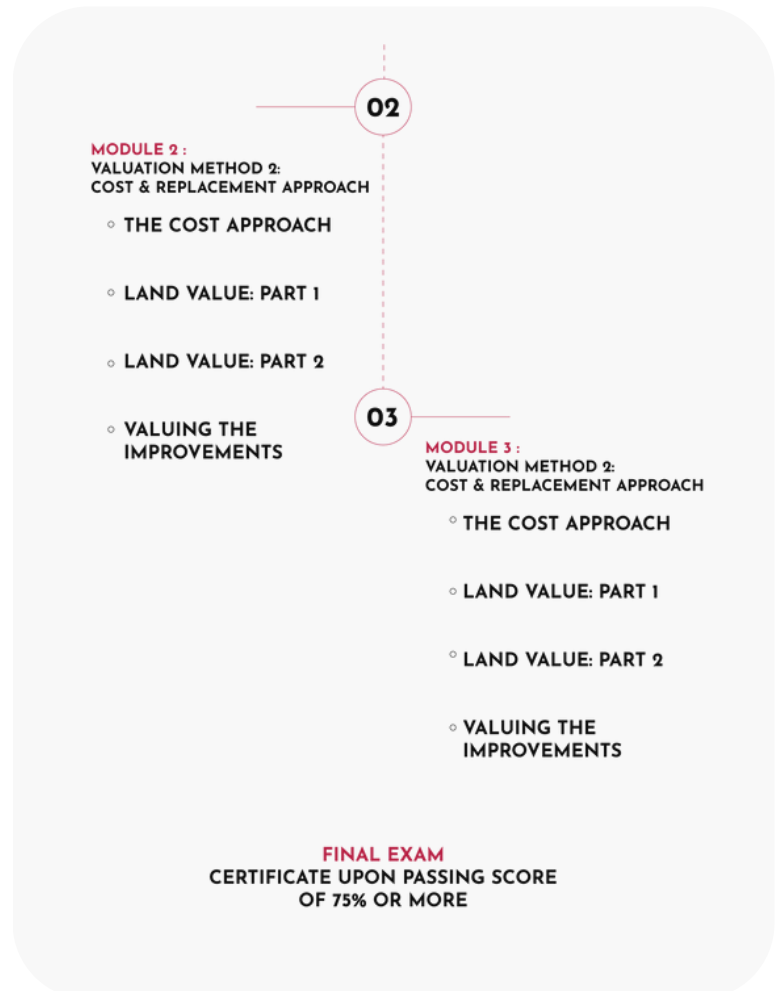 02
MODULE 2 :
VALUATION METHOD 2:
COST & REPLACEMENT APPROACH
THE COST APPROACH
LAND VALUE: PART 1
LAND VALUE: PART 2
VALUING THE
IMPROVEMENTS
03
MODULE 3 :
VALUATION METHOD 2:
COST & REPLACEMENT APPROACH
THE COST APPROACH
LAND VALUE: PART 1
LAND VALUE: PART 2
VALUING THE
IMPROVEMENTS
FINAL EXAM
CERTIFICATE UPON PASSING SCORE
OF 75% OR MORE